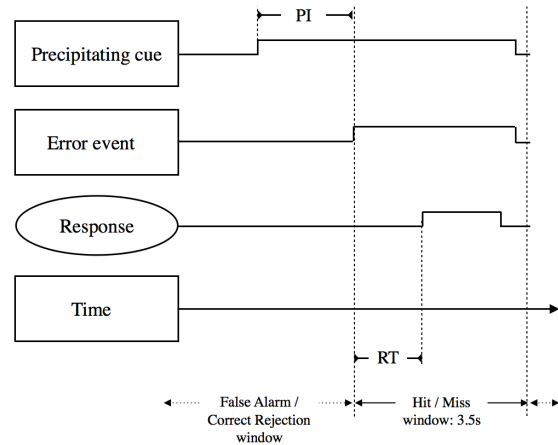 PI
Precipitating cue
Error event
Response
Time
RT
False Alarm /
Correct Rejection
window
Hit / Miss
window: 3.5s